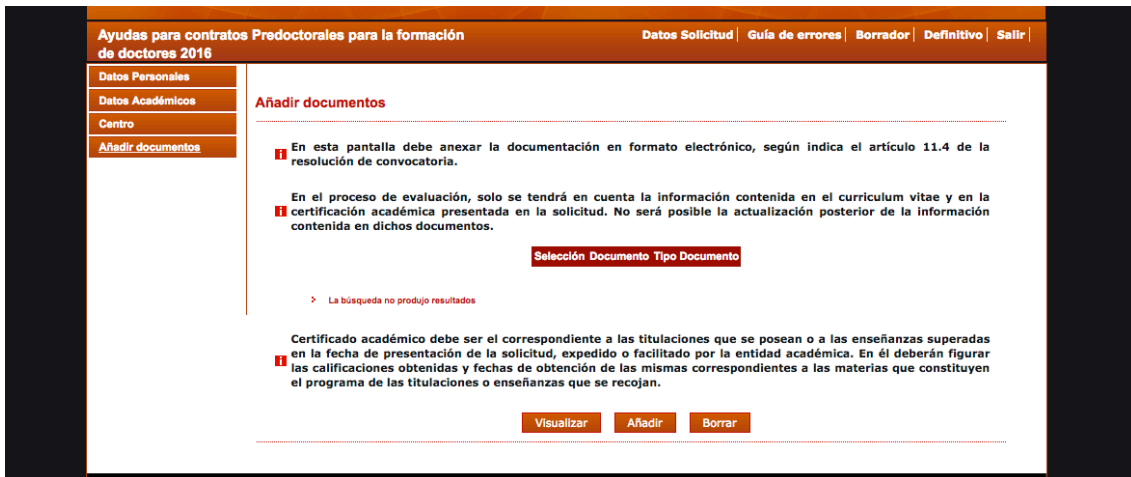 Ayudas para contratos Predoctorales para la formación
de doctores 2016
Datos Solicitud | Guía de errores | Borrador | Definitivo | Salir |
Datos Personales
Datos Académicos
Centro
Añadir documentos
Añadir documentos
En esta pantalla debe anexar la documentación en formato electrónico, según indica el artículo 11.4 de la
resolución de convocatoria.
En el proceso de evaluación, solo se tendrá en cuenta la información contenida en el curriculum vitae y en la
certificación académica presentada en la solicitud. No será posible la actualización posterior de la información
contenida en dichos documentos.
Selección Documento Tipo Documento
La búsqueda no produjo resultados
Certificado académico debe ser el correspondiente a las titulaciones que se posean o a las enseñanzas superadas
en la fecha de presentación de la solicitud, expedido o facilitado por la entidad académica. En él deberán figurar
las calificaciones obtenidas y fechas de obtención de las mismas correspondientes a las materias que constituyen
el programa de las titulaciones o enseñanzas que se recojan.
Visualizar Añadir Borrar